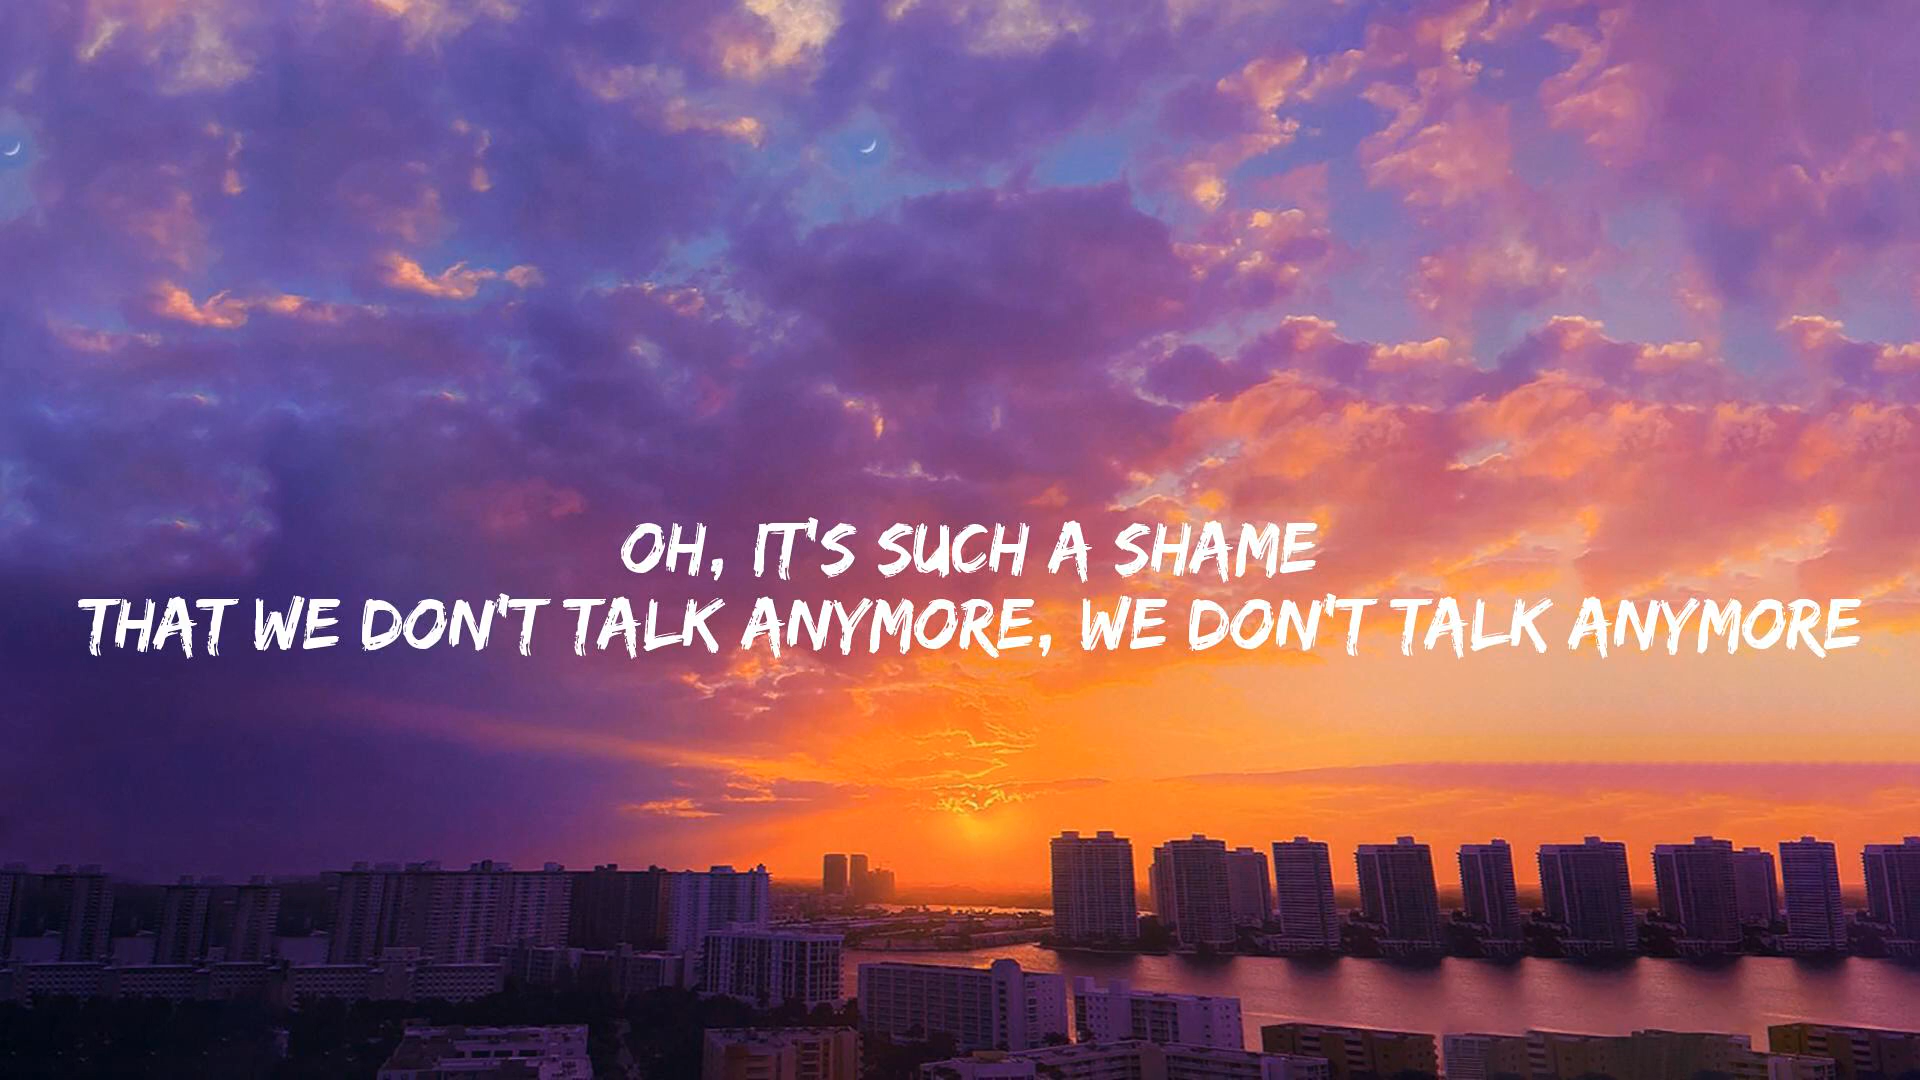 OH, IT'S SUCH A SHAME
THAT WE DON'T TALK ANYMORE, WE DON'T TALK ANYMORE